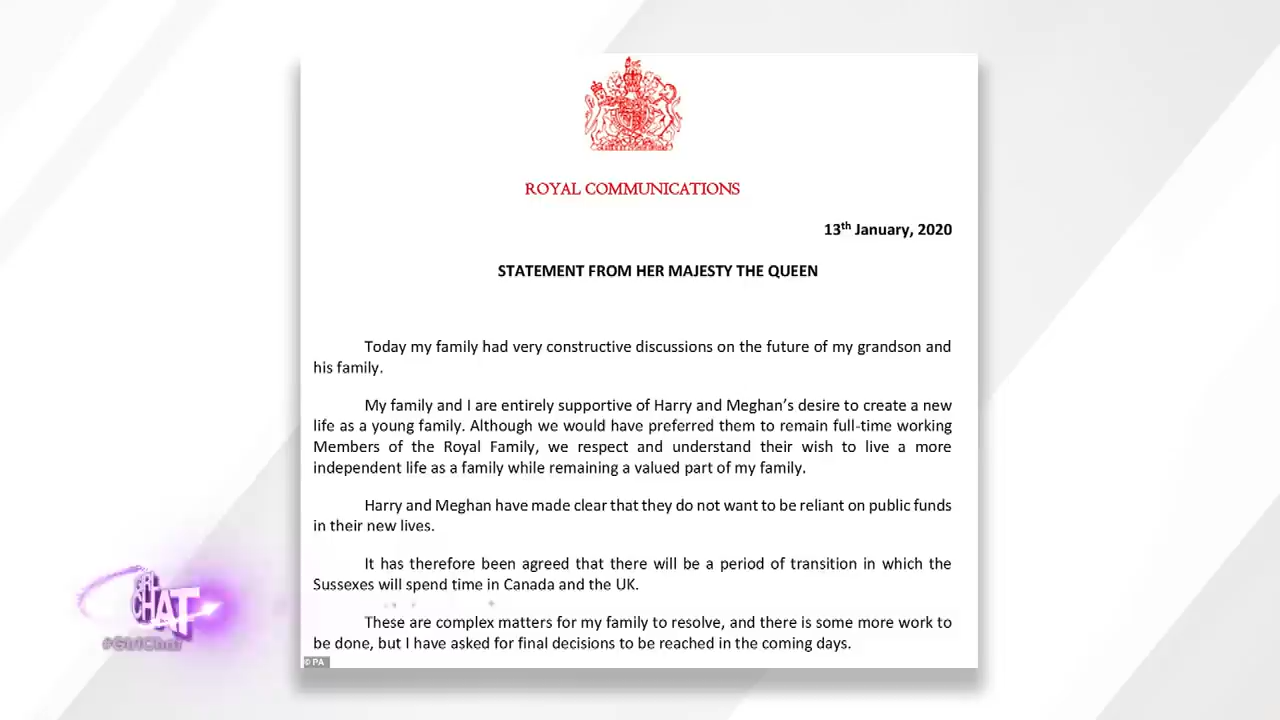 ROYAL COMMUNICATIONS
13th January, 2020
STATEMENT FROM HER MAJESTY THE QUEEN
Today my family had very constructive discussions on the future of my grandson and
his family.
My family and I are entirely supportive of Harry and Meghan’s desire to create a new
life as a young family. Although we would have preferred them to remain full-time working
Members of the Royal Family, we respect and understand their wish to live a more
independent life as a family while remaining a valued part of my family.
Harry and Meghan have made clear that they do not want to be reliant on public funds
in their new lives.
It has therefore been agreed that there will be a period of transition in which the
Sussexes will spend time in Canada and the UK.
These are complex matters for my family to resolve, and there is some more work to
be done, but I have asked for final decisions to be reached in the coming days.
© PA
GIRL
CHAT
#GirlChat